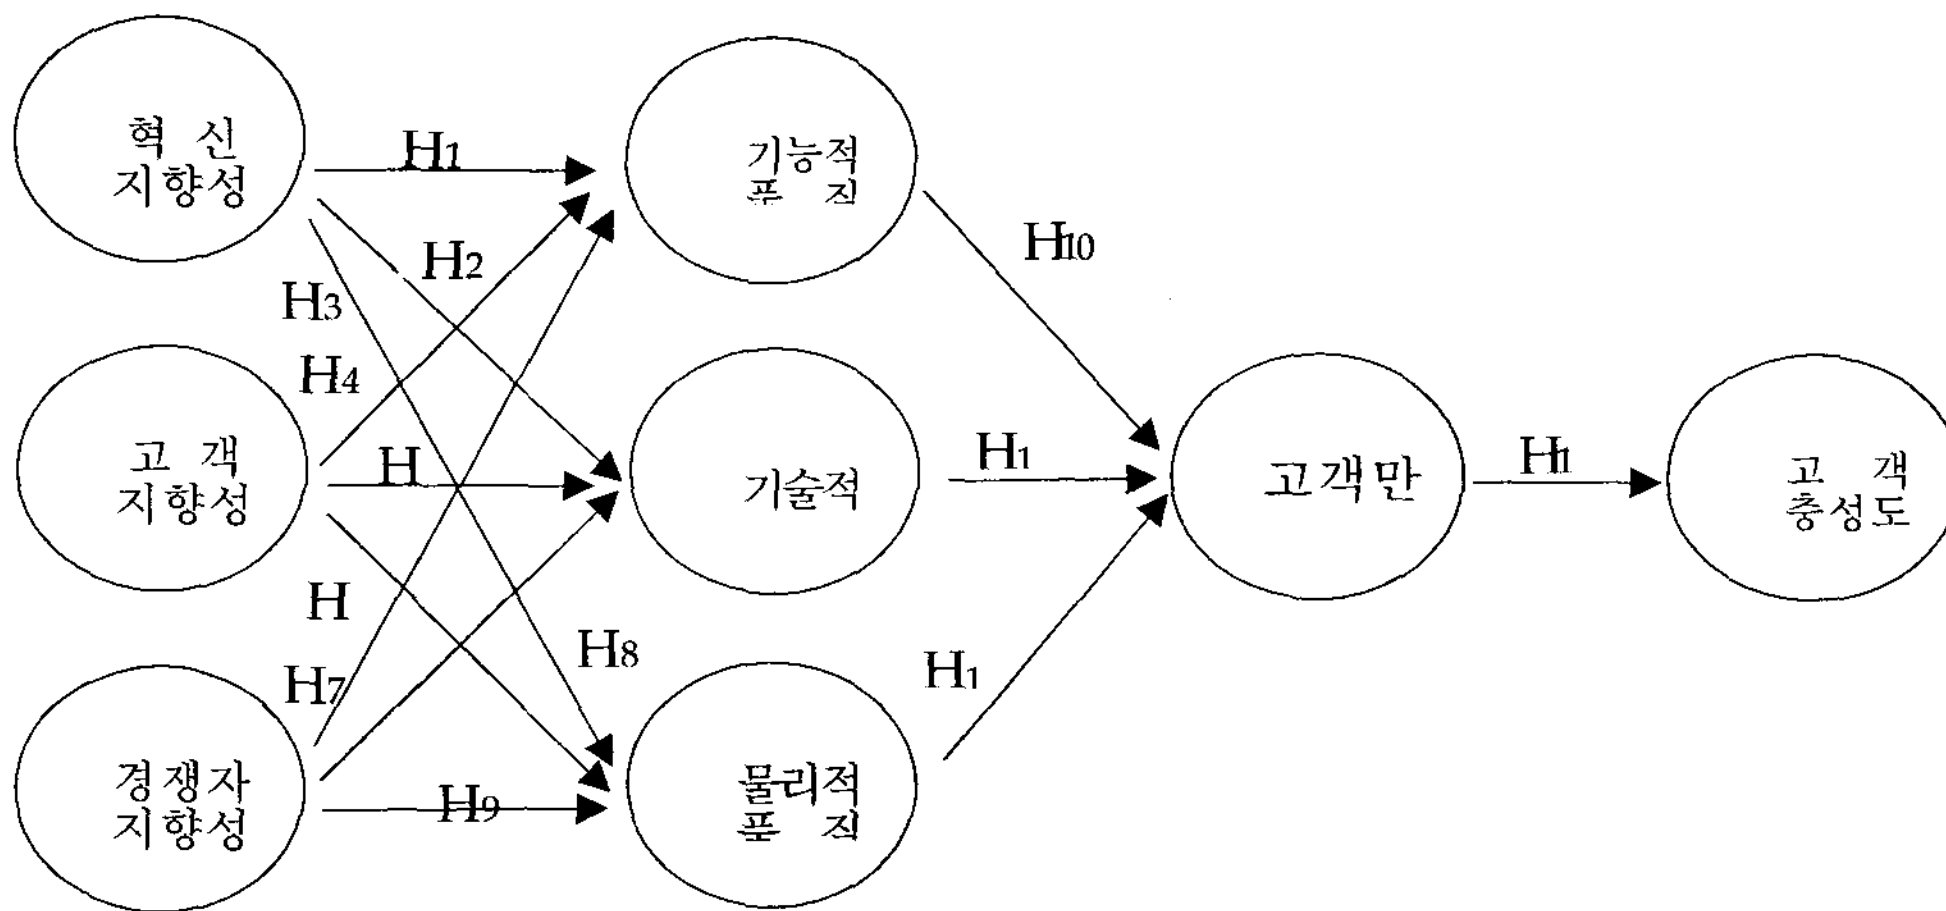 혁 신
지향성
H1
기능적
품 질
H2
H10
H3
H4
고 객
지향성
H
기술적
H1
고객만
H1
고 객
충성도
H
H8
H7
H1
경쟁자
지향성
H9
물리적
품 질